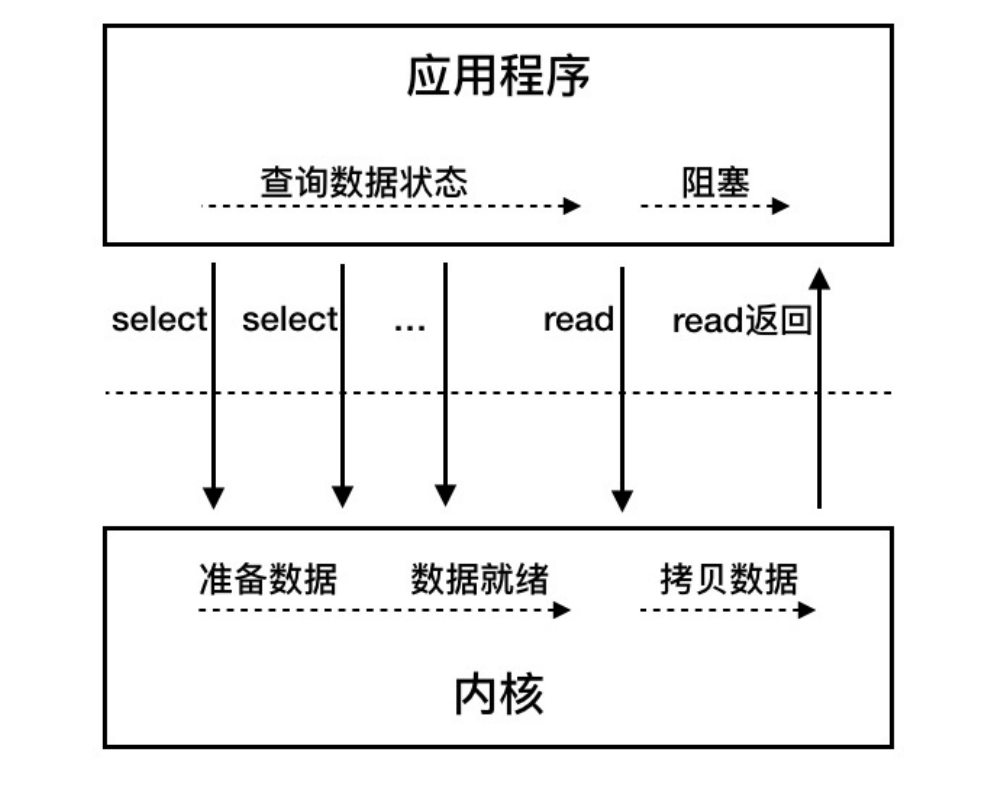 应用程序
查询数据状态 阻塞
select select ... read read返回
准备数据 数据就绪 拷贝数据
内核